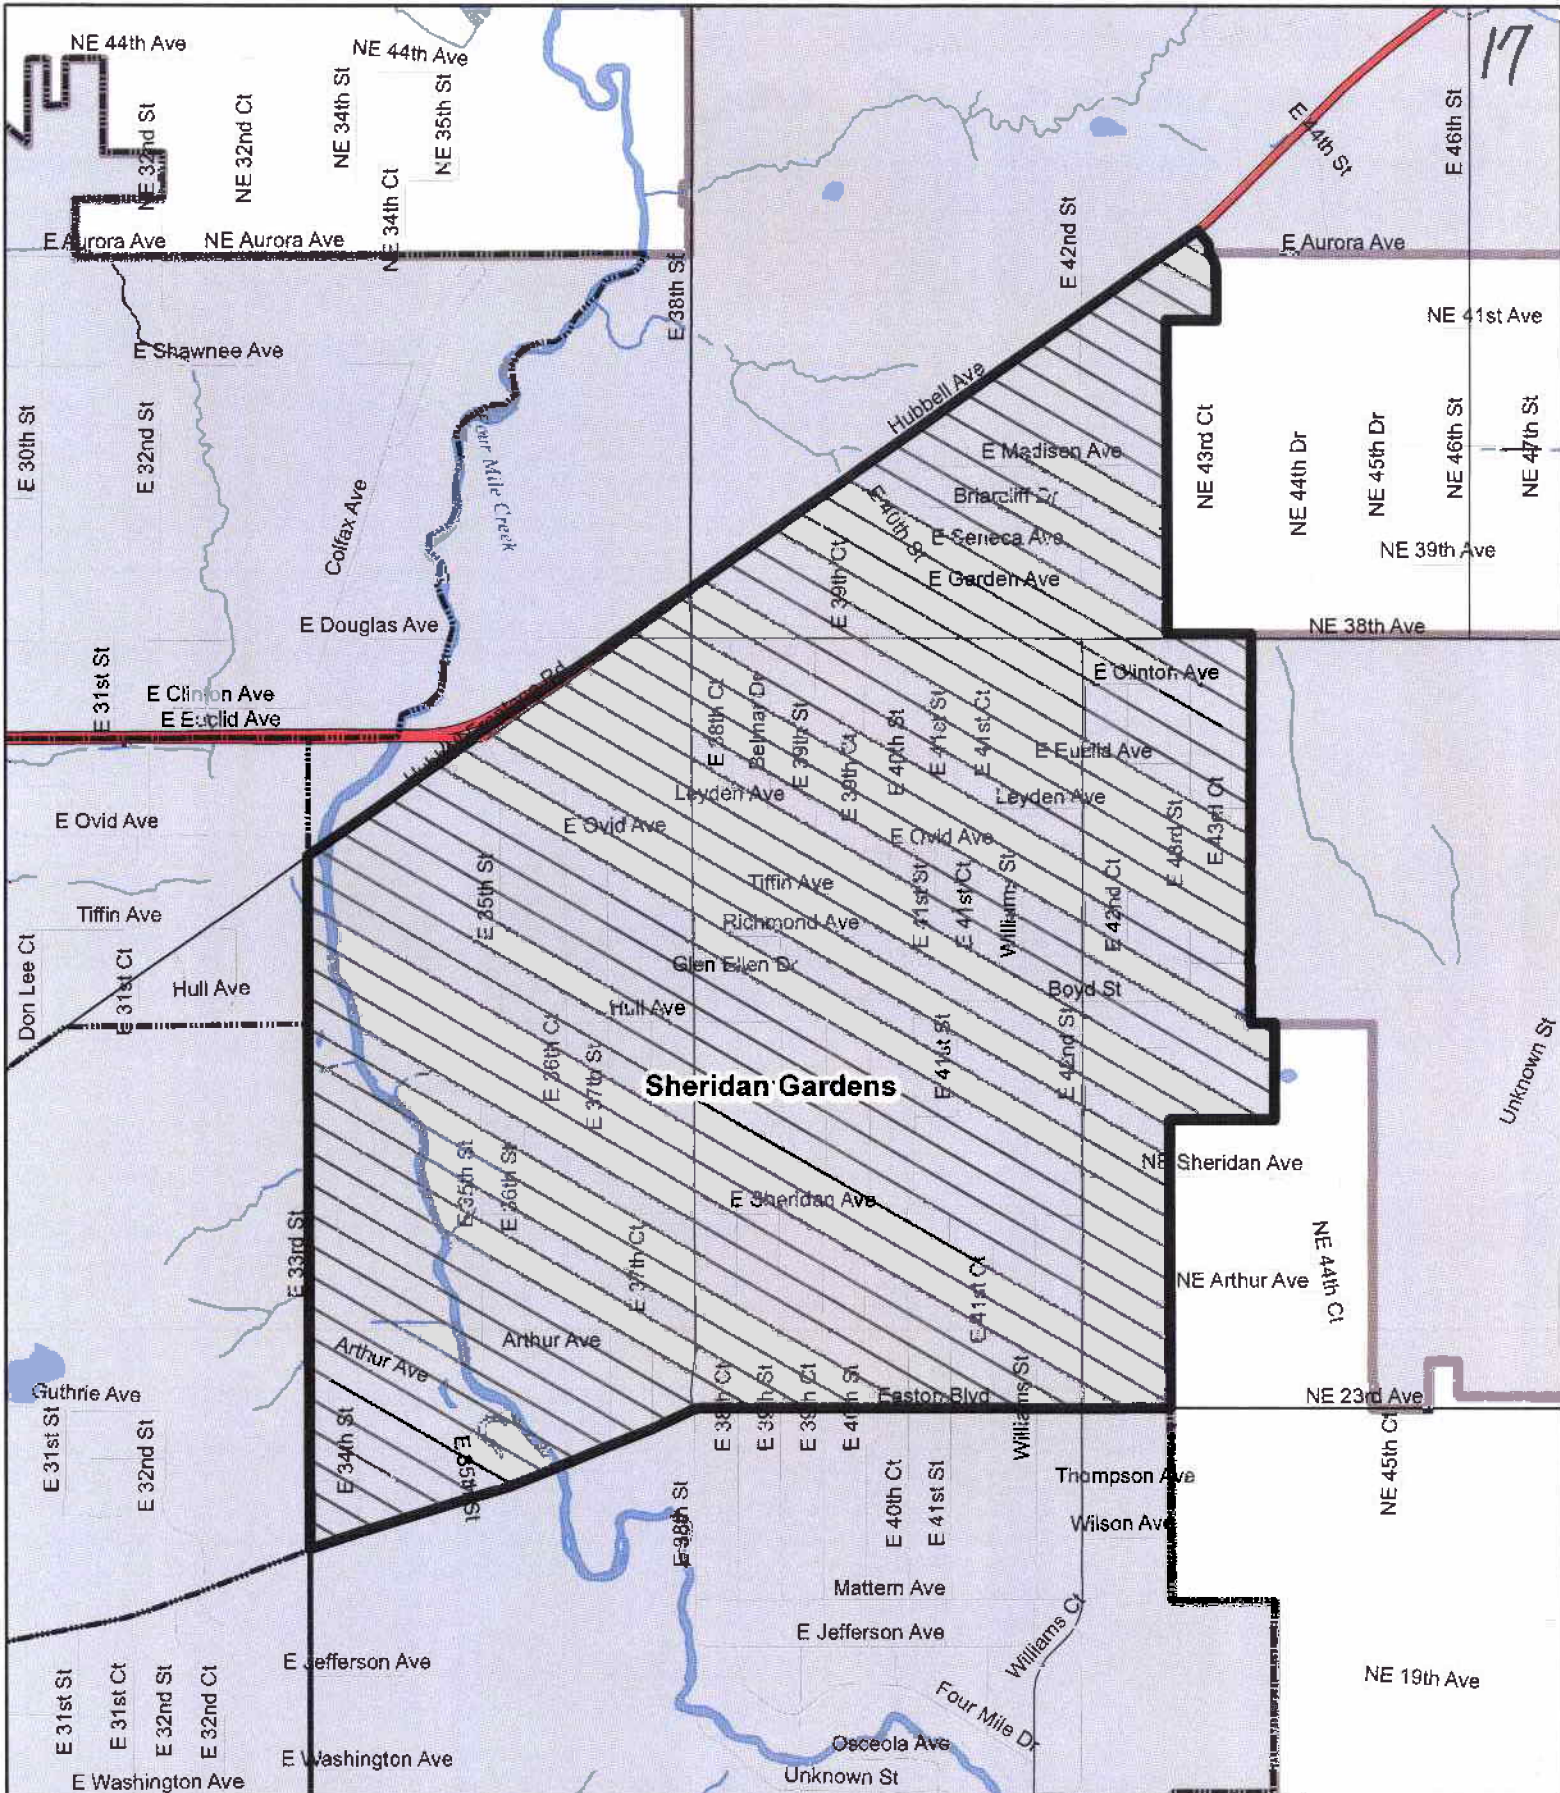 17
NE 44th Ave
NE 44th Ave
NE 32nd St
NE 32nd Ct
NE 34th St
NE 35th St
NE 34th Ct
E 44th St
E 46th St
E Aurora Ave
NE Aurora Ave
E 38th St
E 42nd St
E Aurora Ave
NE 41st Ave
E Shawnee Ave
Hubbell Ave
E 30th St
E 32nd St
Four Mile Creek
Colfax Ave
E Madison Ave
Briarcliff Dr
E 40th St
E Seneca Ave
E 39th Ct
E Garden Ave
NE 43rd Ct
NE 44th Dr
NE 45th Dr
NE 46th St
NE 47th St
NE 39th Ave
E Douglas Ave
NE 38th Ave
E 31st St
E Clinton Ave
E Euclid Ave
Rd
E Clinton Ave
E 38th Ct
Belmar Dr
E 39th St
E 39th Ct
E 40th St
E 41st St
E 41st Ct
E Euclid Ave
Leyden Ave
Leyden Ave
E 43rd St
E 43rd Ct
E Ovid Ave
E Ovid Ave
E Ovid Ave
E 35th St
Tiffin Ave
E 41st St
E 41st Ct
Williams St
E 42nd Ct
Tiffin Ave
Richmond Ave
Glen Ellen Dr
Don Lee Ct
E 31st Ct
Hull Ave
Hull Ave
Boyd St
E 36th Ct
E 37th St
E 41st St
E 42nd St
Unknown St
Sheridan Gardens
E 35th St
E 36th St
NE Sheridan Ave
E Sheridan Ave
E 33rd St
E 37th Ct
E 41st Ct
NE Arthur Ave
NE 44th Ct
Arthur Ave
Arthur Ave
Guthrie Ave
E 38th Ct
E 39th St
E 39th Ct
E 40th St
Easton Blvd
Williams St
NE 23rd Ave
E 31st St
E 32nd St
E 34th St
E 35th St
E 38th St
E 40th Ct
E 41st St
Thompson Ave
NE 45th Ct
Wilson Ave
Mattern Ave
E Jefferson Ave
Williams Ct
E Jefferson Ave
E 31st St
E 31st Ct
E 32nd St
E 32nd Ct
NE 19th Ave
Four Mile Dr
E Washington Ave
Osceola Ave
E Washington Ave
Unknown St